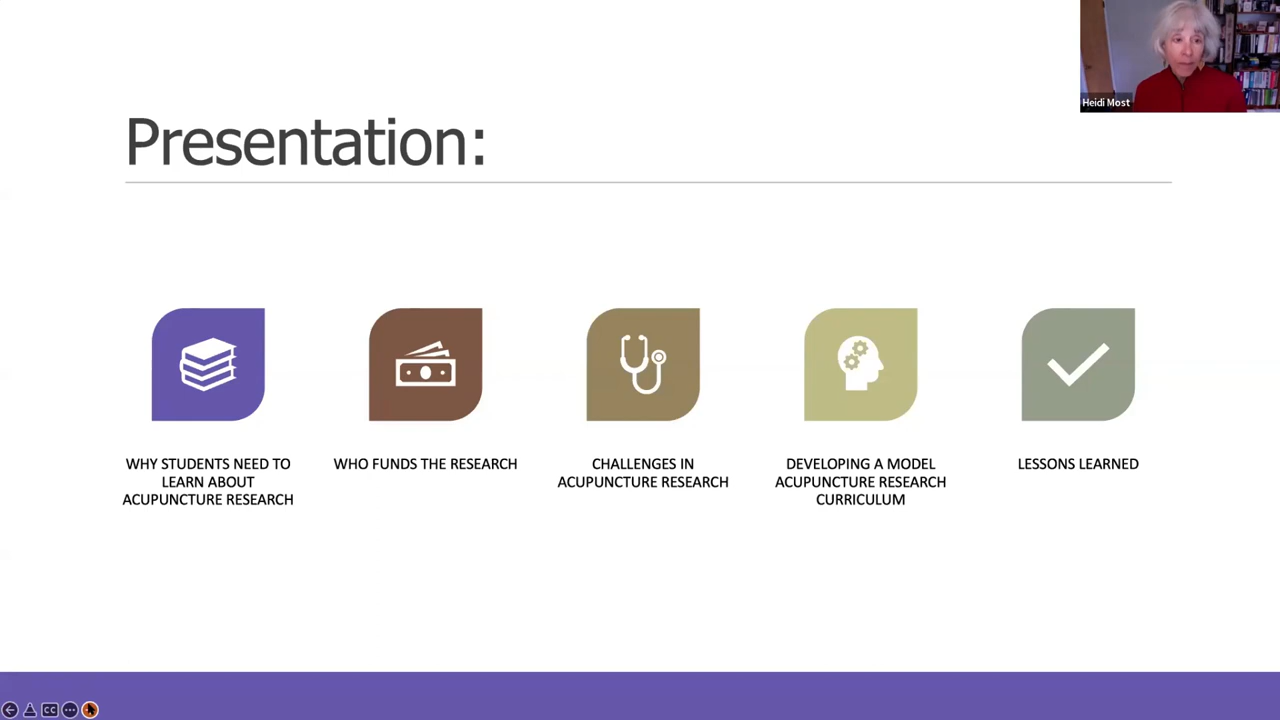 Heidi Most
Presentation:
WHY STUDENTS NEED TO
LEARN ABOUT
ACUPUNCTURE RESEARCH
WHO FUNDS THE RESEARCH
CHALLENGES IN
ACUPUNCTURE RESEARCH
DEVELOPING A MODEL
ACUPUNCTURE RESEARCH
CURRICULUM
LESSONS LEARNED
CC